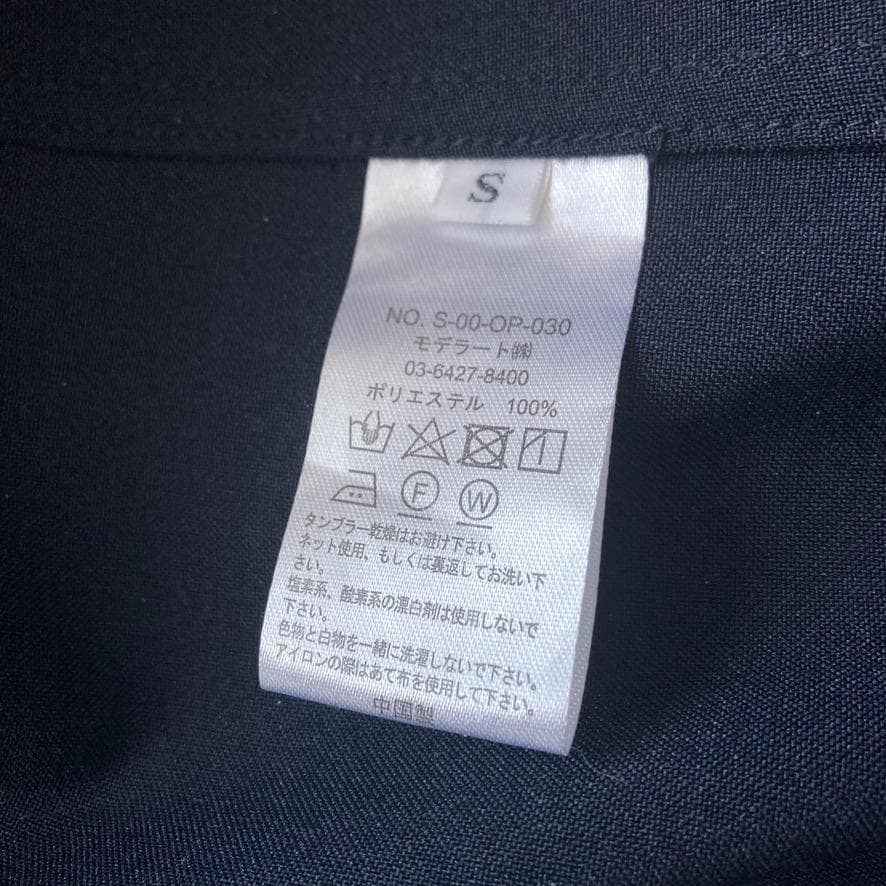 S
NO. S-00-OP-030
モデラート㈱
03-6427-8400
ポリエステル 100%
F W
タンブラー乾燥はお避け下さい。
ネット使用、もしくは裏返してお洗い下
さい。
塩素系、酸素系の漂白剤は使用しないで
下さい。
色物と白物を一緒に洗濯しないで下さい。
アイロンの際はあて布を使用して下さい。
中国製